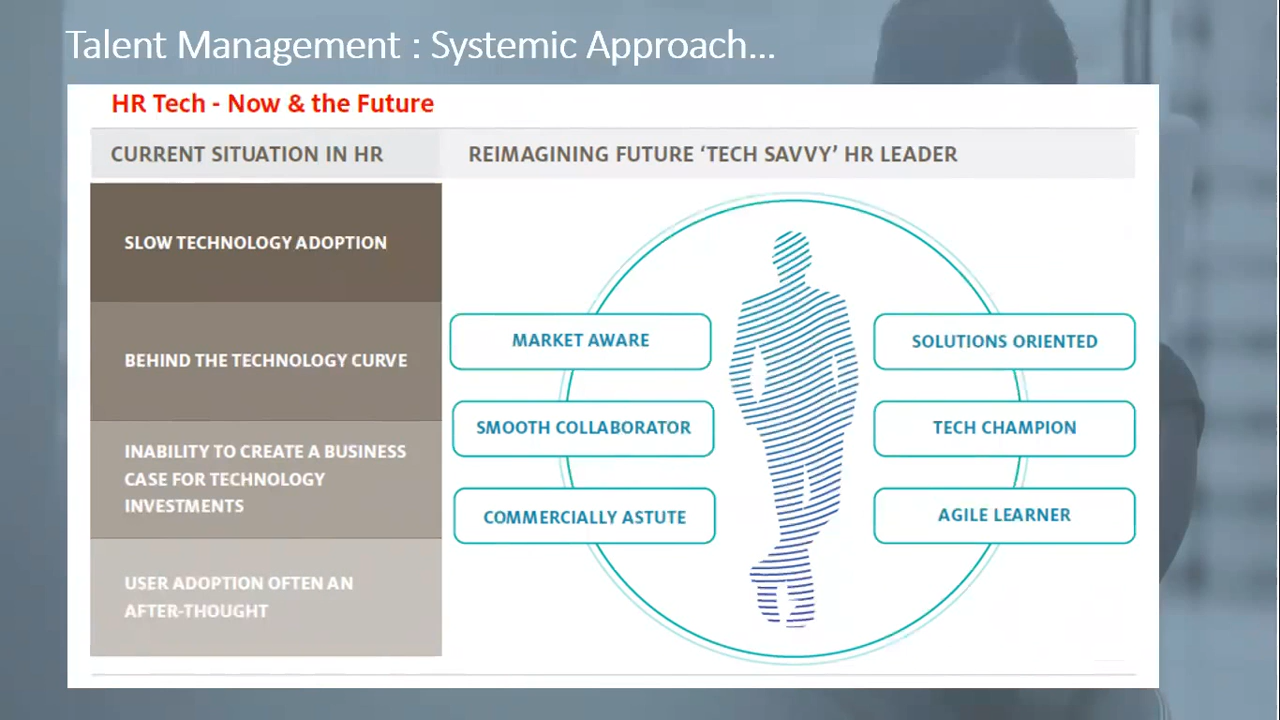 Talent Management : Systemic Approach...
HR Tech - Now & the Future
CURRENT SITUATION IN HR
REIMAGINING FUTURE ‘TECH SAVVY’ HR LEADER
SLOW TECHNOLOGY ADOPTION
BEHIND THE TECHNOLOGY CURVE
INABILITY TO CREATE A BUSINESS
CASE FOR TECHNOLOGY
INVESTMENTS
USER ADOPTION OFTEN AN
AFTER-THOUGHT
MARKET AWARE
SMOOTH COLLABORATOR
COMMERCIALLY ASTUTE
SOLUTIONS ORIENTED
TECH CHAMPION
AGILE LEARNER